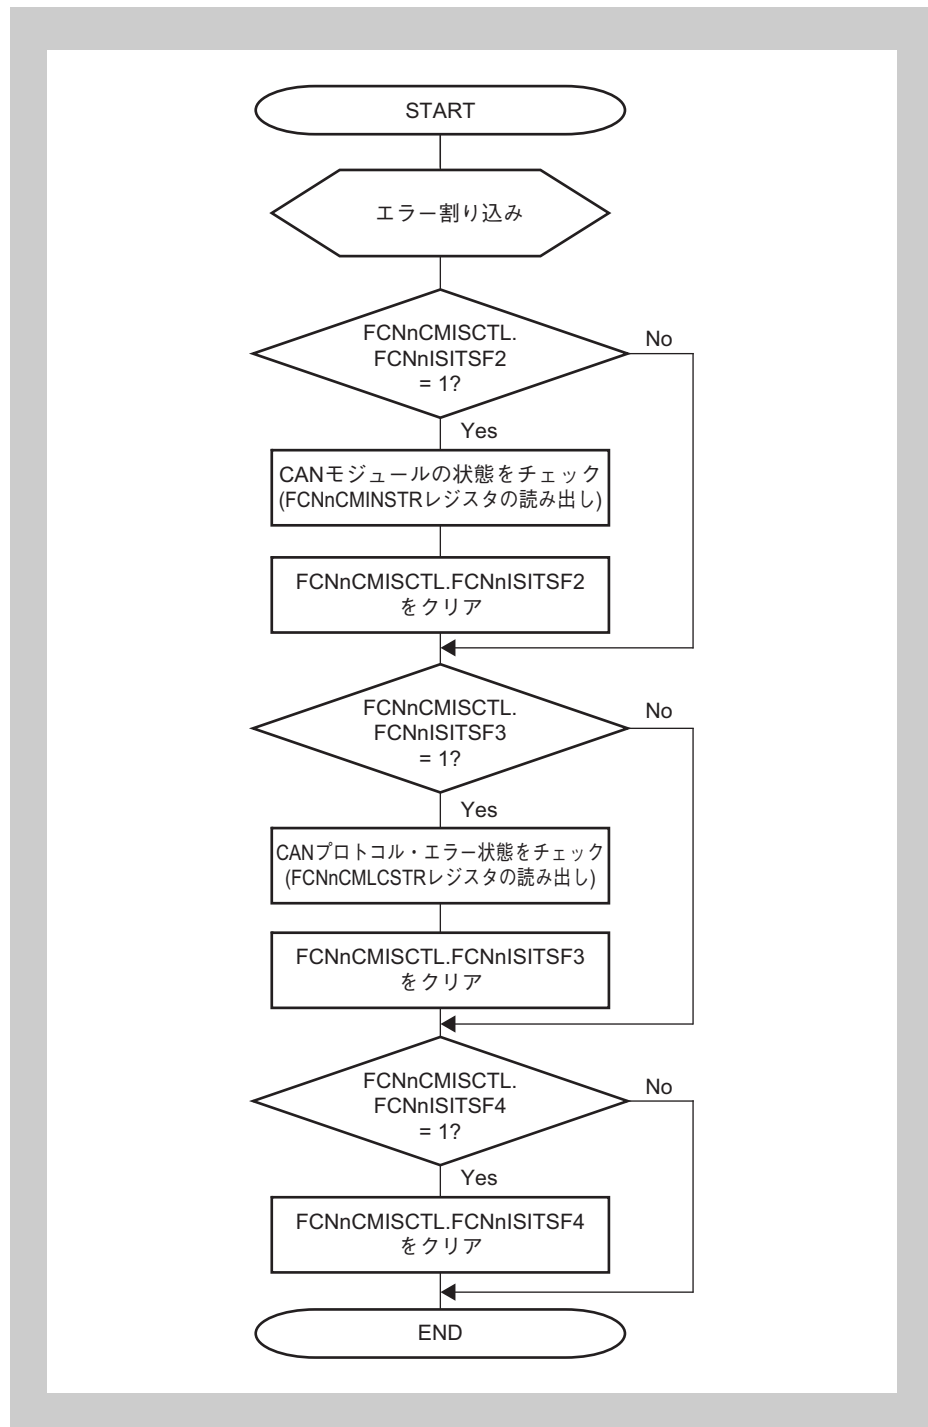 START
エラー割り込み
FCNnCMISCTL.
FCNnISITSF2
= 1?
No
Yes
CANモジュールの状態をチェック
(FCNnCMINSTRレジスタの読み出し)
FCNnCMISCTL.FCNnISITSF2
をクリア
FCNnCMISCTL.
FCNnISITSF3
= 1?
No
Yes
CANプロトコル・エラー状態をチェック
(FCNnCMLCSTRレジスタの読み出し)
FCNnCMISCTL.FCNnISITSF3
をクリア
FCNnCMISCTL.
FCNnISITSF4
= 1?
No
Yes
FCNnCMISCTL.FCNnISITSF4
をクリア
END